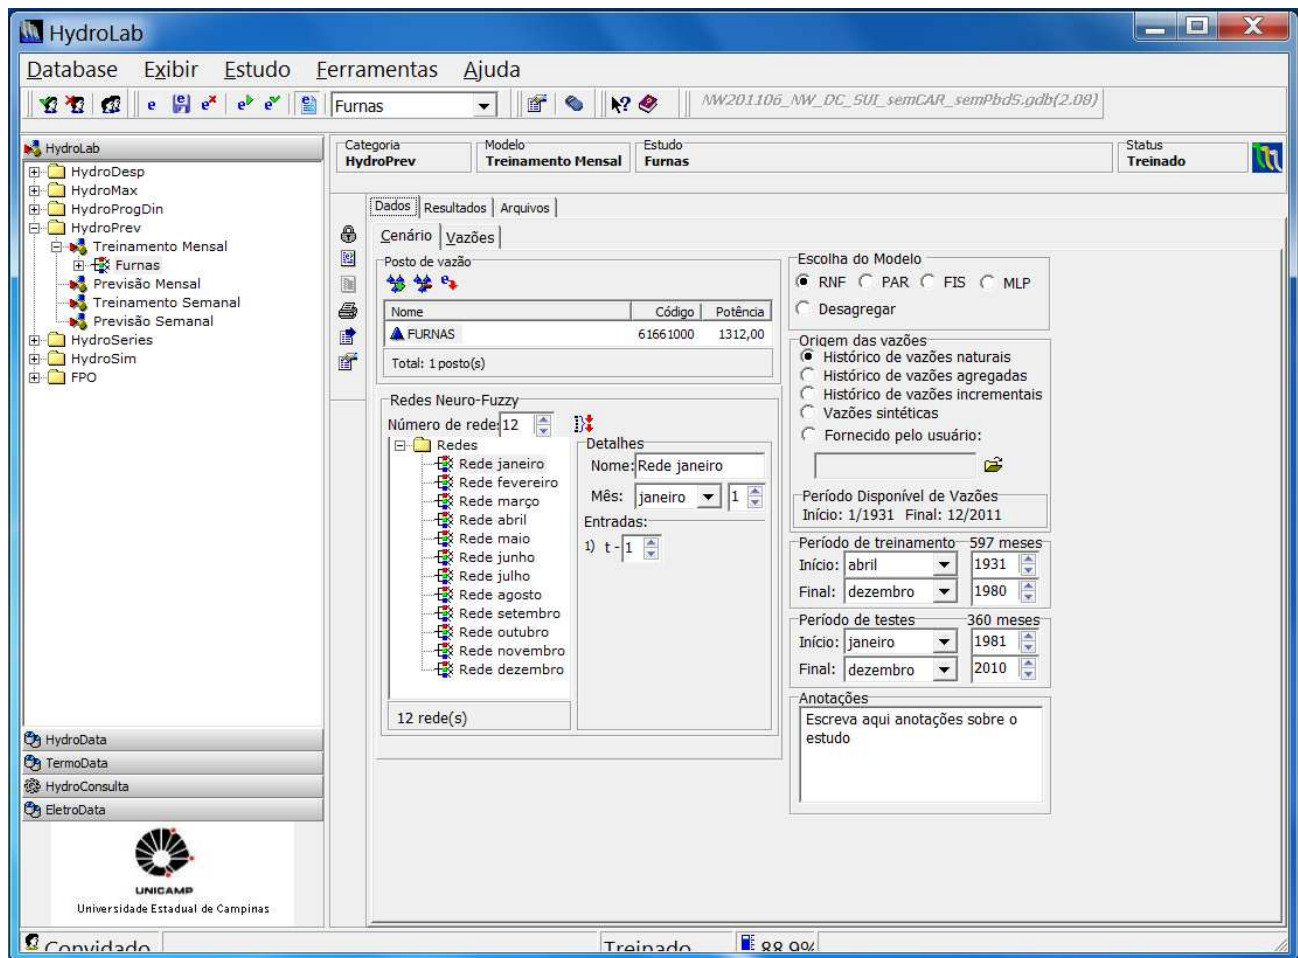 HydroLab
Database Exibir Estudo Ferramentas Ajuda
Furnas
NW201106_NW_DC_SUI_semCAR_semPbdS.gdb(2.08)
HydroLab
HydroDesp
HydroMax
HydroProgDin
HydroPrev
Treinamento Mensal
Furnas
Previsão Mensal
Treinamento Semanal
Previsão Semanal
HydroSeries
HydroSim
FPO
HydroData
TermoData
HydroConsulta
EletroData
UNICAMP
Universidade Estadual de Campinas
Categoria
HydroPrev
Modelo
Treinamento Mensal
Estudo
Furnas
Status
Treinado
Dados Resultados Arquivos
Cenário Vazões
Posto de vazão
Nome Código Potência
FURNAS 61661000 1312,00
Total: 1 posto(s)
Redes Neuro-Fuzzy
Número de rede: 12
Redes
Rede janeiro
Rede fevereiro
Rede março
Rede abril
Rede maio
Rede junho
Rede julho
Rede agosto
Rede setembro
Rede outubro
Rede novembro
Rede dezembro
12 rede(s)
Detalhes
Nome: Rede janeiro
Mês: janeiro 1
Entradas:
1) t - 1
Escolha do Modelo
RNF PAR FIS MLP
Desagregar
Origem das vazões
Histórico de vazões naturais
Histórico de vazões agregadas
Histórico de vazões incrementais
Vazões sintéticas
Fornecido pelo usuário:
Período Disponível de Vazões
Início: 1/1931 Final: 12/2011
Período de treinamento 597 meses
Início: abril 1931
Final: dezembro 1980
Período de testes 360 meses
Início: janeiro 1981
Final: dezembro 2010
Anotações
Escreva aqui anotações sobre o
estudo
Convidado Treinado 88.9%